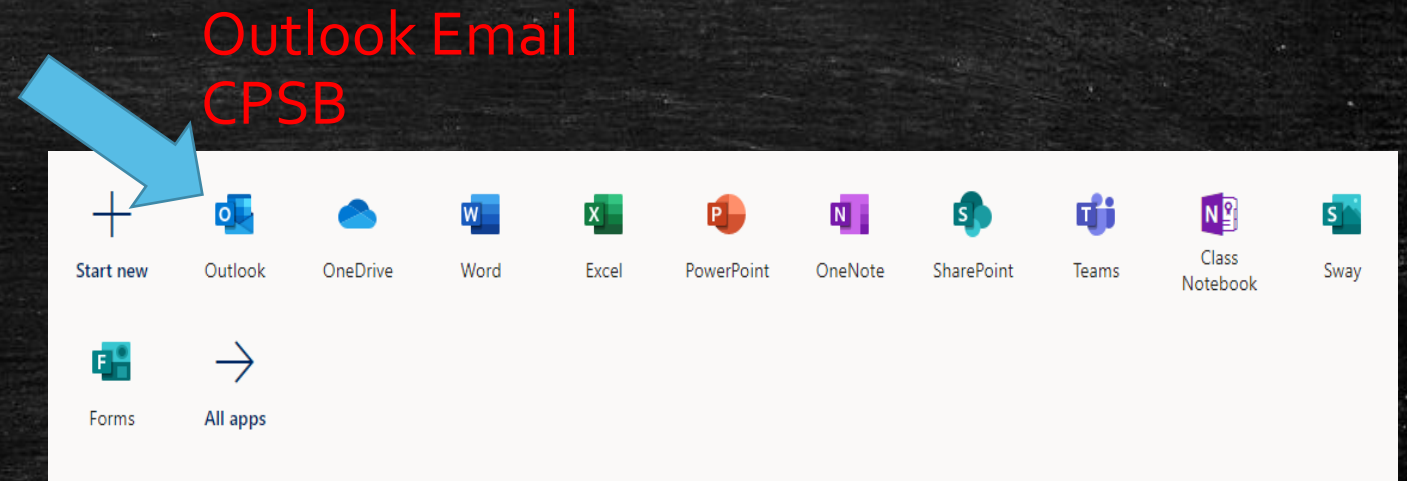 Outlook Email
CPSB
Start new
Outlook
OneDrive
Word
Excel
PowerPoint
OneNote
SharePoint
Teams
Class
Notebook
Sway
Forms
All apps